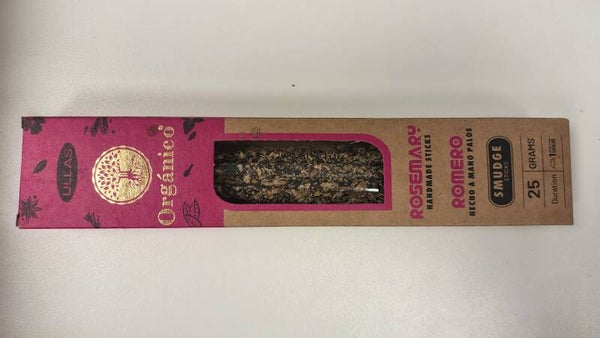 ULLAS
Orgánico
ROSEMARY
HANDMADE STICKS
ROMERO
HECHO A MANO PALOS
SMUDGE
STICKS
25
GRAMS
Duration
1
HOUR